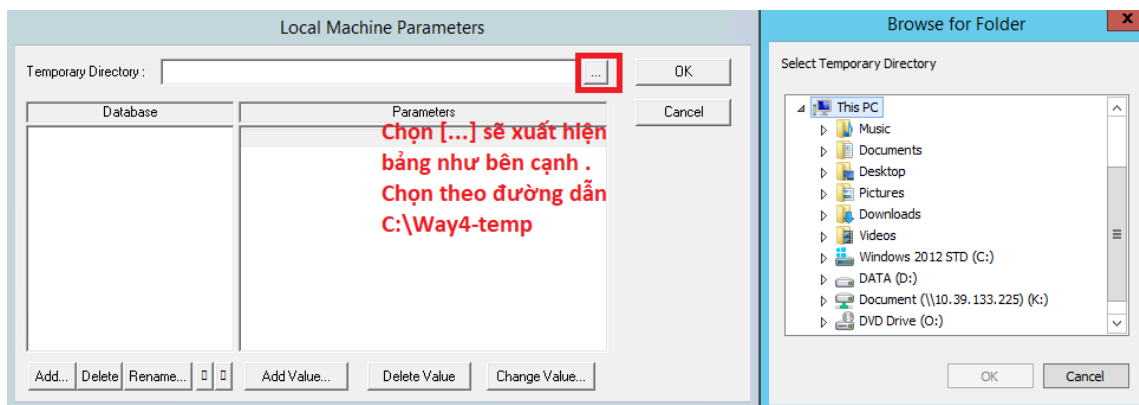 Local Machine Parameters
Temporary Directory :
...
OK
Database
Parameters
Cancel
Chọn [...] sẽ xuất hiện
bảng như bên cạnh .
Chọn theo đường dẫn
C:\Way4-temp
Add...
Delete
Rename...
Add Value...
Delete Value
Change Value...
Browse for Folder
x
Select Temporary Directory
This PC
Music
Documents
Desktop
Pictures
Downloads
Videos
Windows 2012 STD (C:)
DATA (D:)
Document (\\10.39.133.225) (K:)
DVD Drive (O:)
OK
Cancel